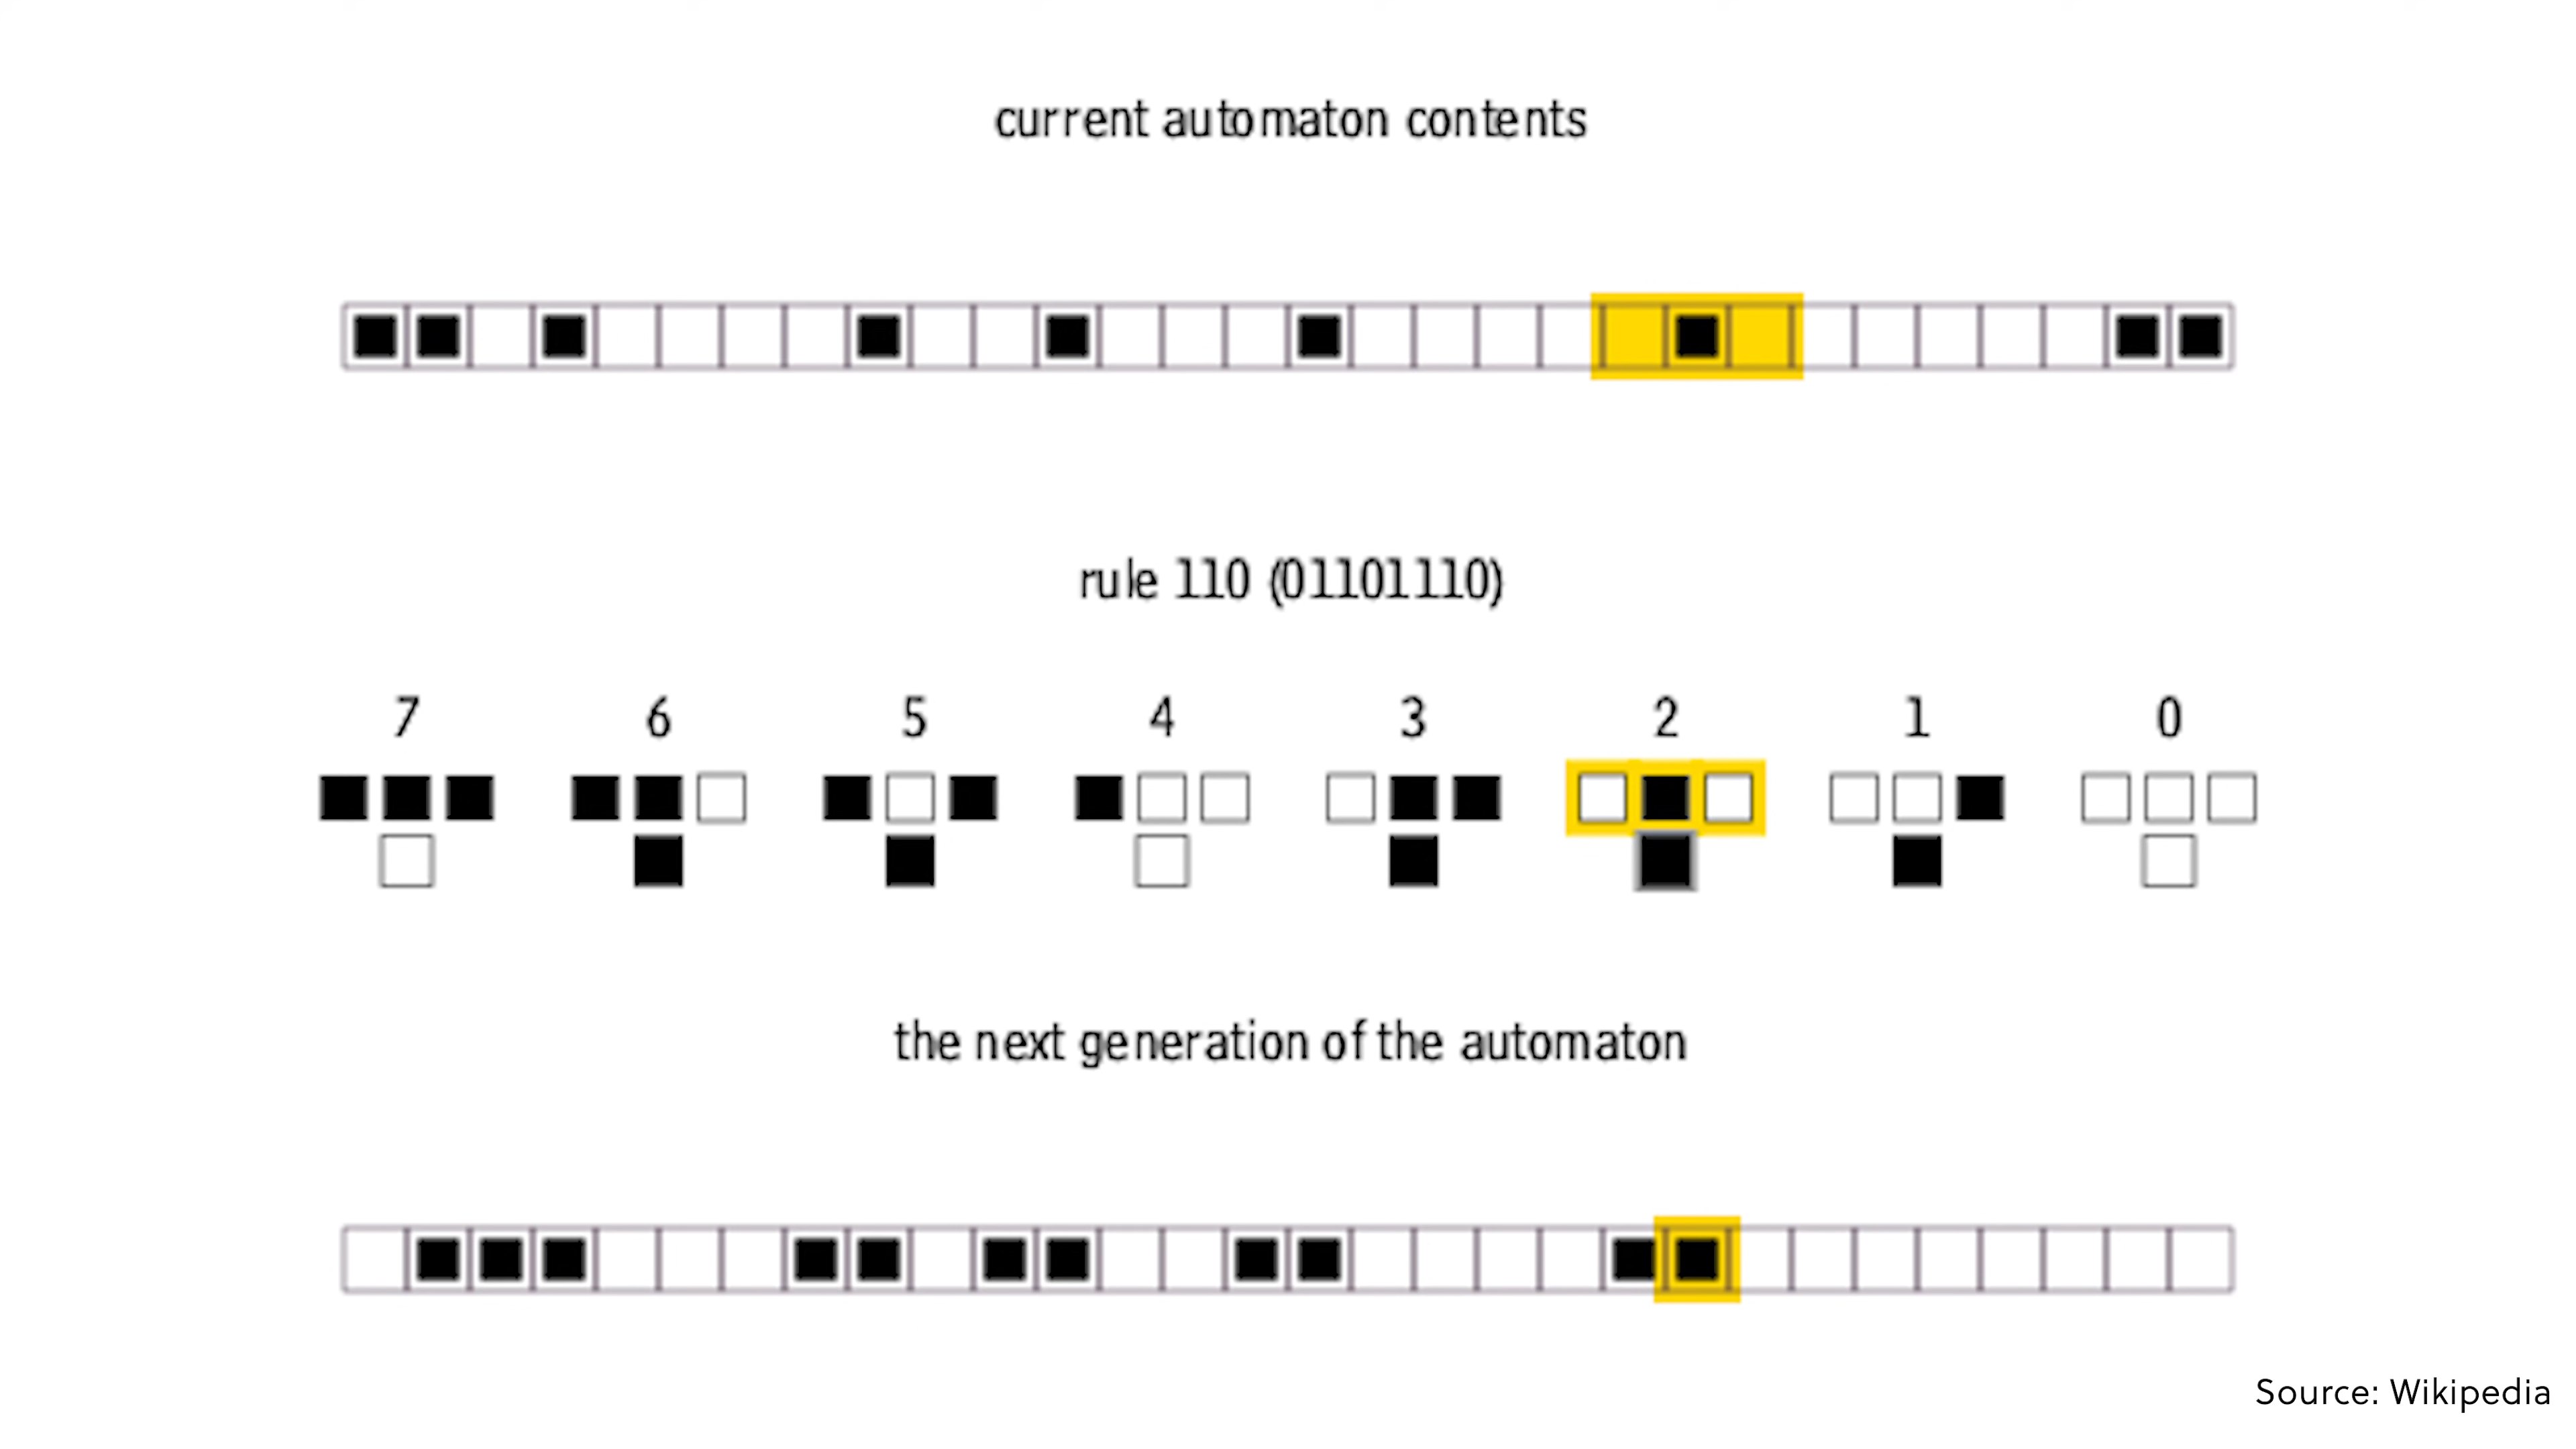 current automaton contents
rule 110 (01101110)
7 6 5 4 3 2 1 0
the next generation of the automaton
Source: Wikipedia